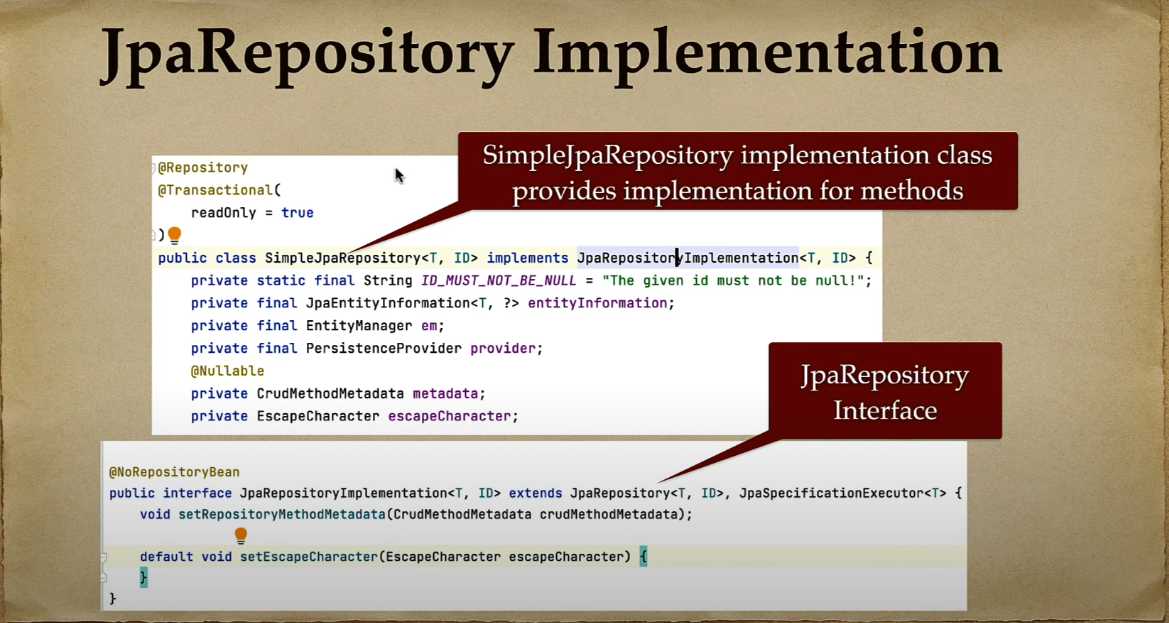 JpaRepository Implementation
SimpleJpaRepository implementation class
provides implementation for methods
@Repository
@Transactional(
    readOnly = true
)
public class SimpleJpaRepository<T, ID> implements JpaRepositoryImplementation<T, ID> {
    private static final String ID_MUST_NOT_BE_NULL = "The given id must not be null!";
    private final JpaEntityInformation<T, ?> entityInformation;
    private final EntityManager em;
    private final PersistenceProvider provider;
    @Nullable
    private CrudMethodMetadata metadata;
    private EscapeCharacter escapeCharacter;
JpaRepository
Interface
@NoRepositoryBean
public interface JpaRepositoryImplementation<T, ID> extends JpaRepository<T, ID>, JpaSpecificationExecutor<T> {
    void setRepositoryMethodMetadata(CrudMethodMetadata crudMethodMetadata);
    default void setEscapeCharacter(EscapeCharacter escapeCharacter) {
    }
}